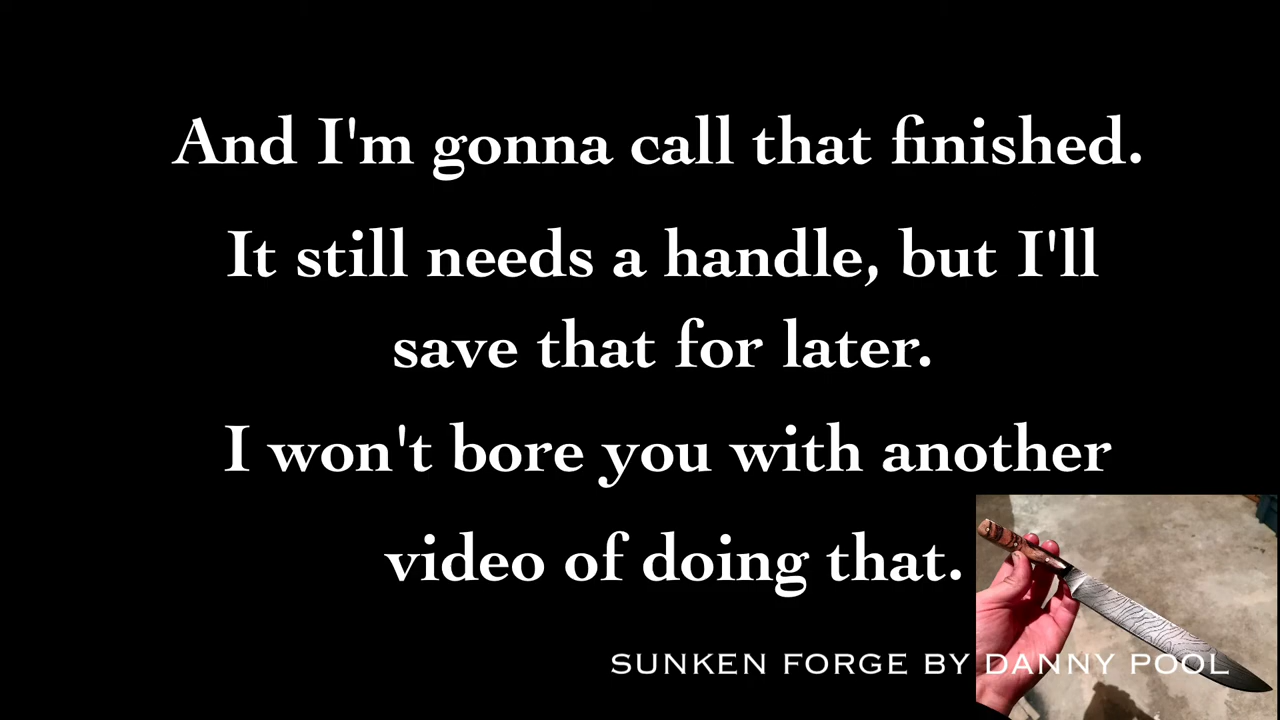 And I'm gonna call that finished.
It still needs a handle, but I'll
save that for later.
I won't bore you with another
video of doing that.
SUNKEN FORGE BY DANNY POOL